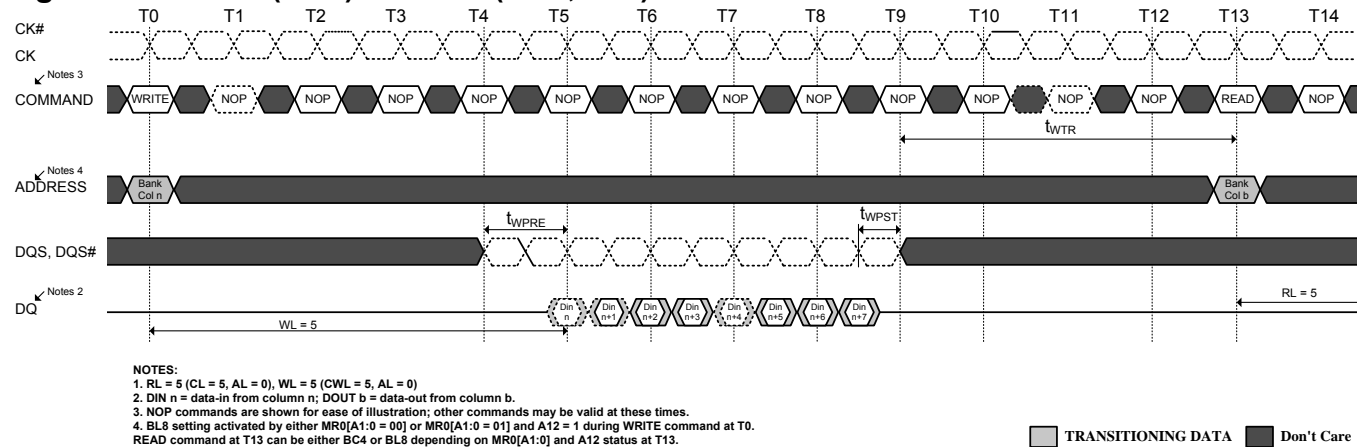 T0 T1 T2 T3 T4 T5 T6 T7 T8 T9 T10 T11 T12 T13 T14
CK#
CK
Notes 3
COMMAND WRITE NOP NOP NOP NOP NOP NOP NOP NOP NOP NOP NOP NOP READ NOP
tWTR
Notes 4
ADDRESS
Bank Bank
Col n Col b
tWPRE tWPST
DQS, DQS#
Notes 2
DQ
Din Din Din Din Din Din Din Din
n n+1 n+2 n+3 n+4 n+5 n+6 n+7
RL = 5
WL = 5
NOTES:
1. RL = 5 (CL = 5, AL = 0), WL = 5 (CWL = 5, AL = 0)
2. DIN n = data-in from column n; DOUT b = data-out from column b.
3. NOP commands are shown for ease of illustration; other commands may be valid at these times.
4. BL8 setting activated by either MR0[A1:0 = 00] or MR0[A1:0 = 01] and A12 = 1 during WRITE command at T0.
READ command at T13 can be either BC4 or BL8 depending on MR0[A1:0] and A12 status at T13.
TRANSITIONING DATA Don't Care